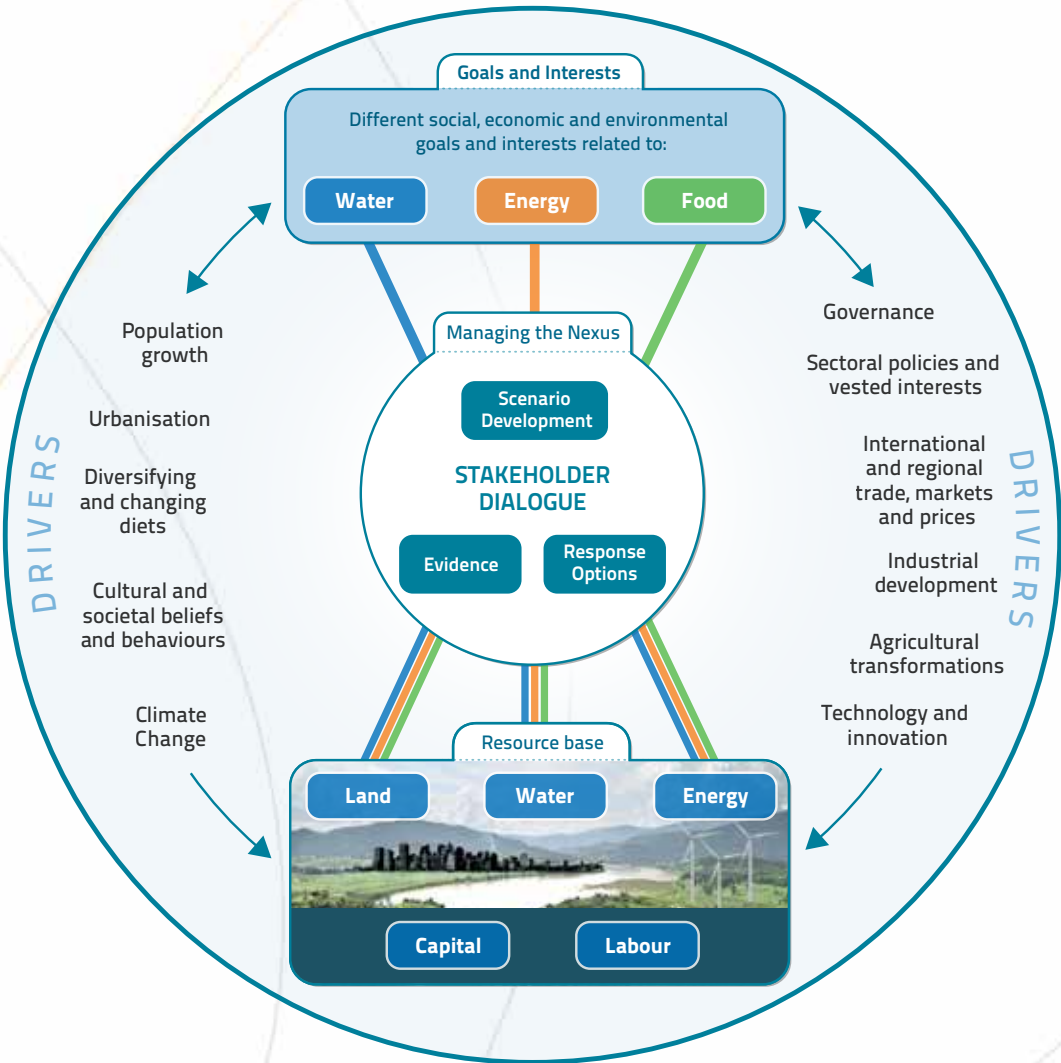 Goals and Interests
Different social, economic and environmental
goals and interests related to:
Water
Energy
Food
DRIVERS
Population
growth
Urbanisation
Diversifying
and changing
diets
Cultural and
societal beliefs
and behaviours
Climate
Change
Managing the Nexus
Scenario
Development
STAKEHOLDER
DIALOGUE
Evidence
Response
Options
Governance
Sectoral policies and
vested interests
International
and regional
trade, markets
and prices
Industrial
development
Agricultural
transformations
Technology and
innovation
DRIVERS
Resource base
Land
Water
Energy
Capital
Labour